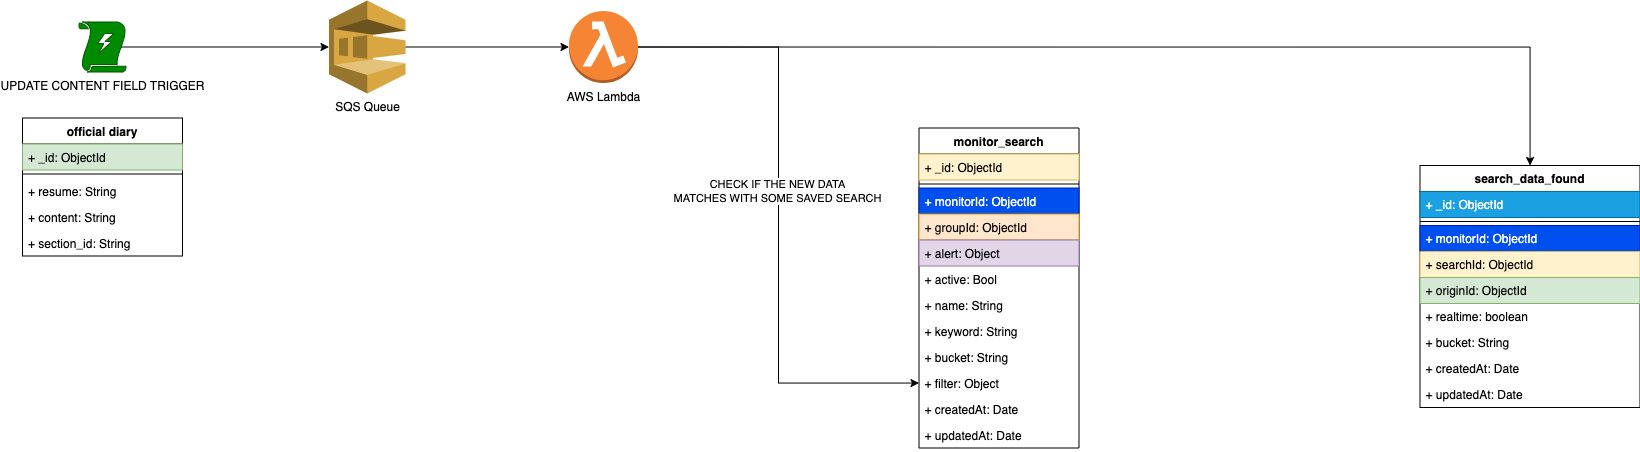 UPDATE CONTENT FIELD TRIGGER
SQS Queue
AWS Lambda
official diary
+ _id: ObjectId
+ resume: String
+ content: String
+ section_id: String
CHECK IF THE NEW DATA
MATCHES WITH SOME SAVED SEARCH
monitor_search
+ _id: ObjectId
+ monitorId: ObjectId
+ groupId: ObjectId
+ alert: Object
+ active: Bool
+ name: String
+ keyword: String
+ bucket: String
+ filter: Object
+ createdAt: Date
+ updatedAt: Date
search_data_found
+ _id: ObjectId
+ monitorId: ObjectId
+ searchId: ObjectId
+ originId: ObjectId
+ realtime: boolean
+ bucket: String
+ createdAt: Date
+ updatedAt: Date